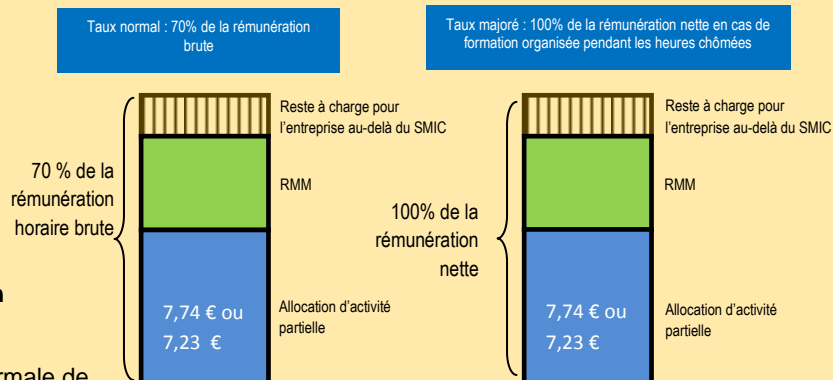 Taux normal : 70% de la rémunération
brute
Taux majoré : 100% de la rémunération nette en cas de
formation organisée pendant les heures chômées
70 % de la
rémunération
horaire brute
Reste à charge pour
l'entreprise au-delà du SMIC
RMM
Allocation d'activité
partielle
7,74 € ou
7,23 €
100% de la
rémunération
nette
Reste à charge pour
l'entreprise au-delà du SMIC
RMM
Allocation d'activité
partielle
7,74 € ou
7,23 €